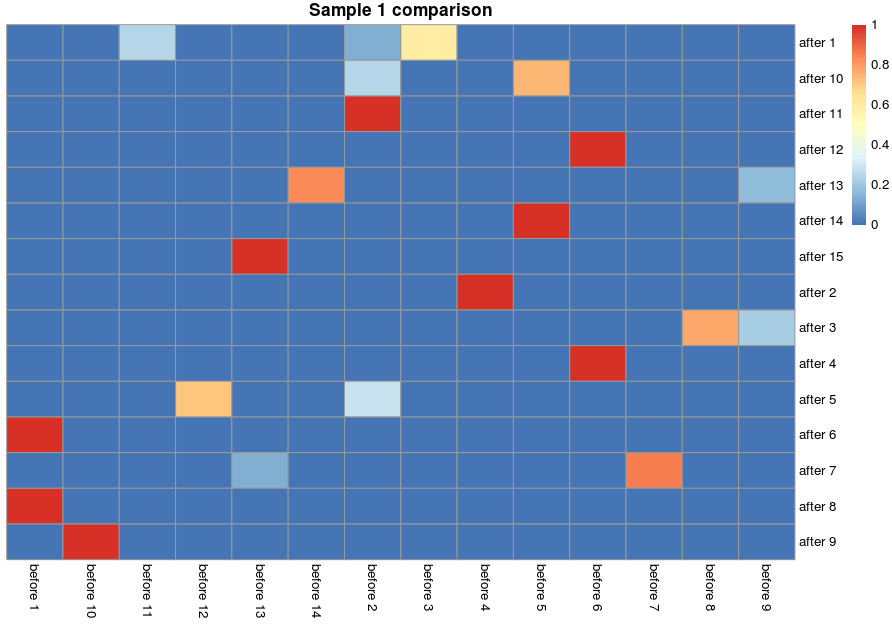 Sample 1 comparison
after 1
after 10
after 11
after 12
after 13
after 14
after 15
after 2
after 3
after 4
after 5
after 6
after 7
after 8
after 9
1
0.8
0.6
0.4
0.2
0
before 1
before 10
before 11
before 12
before 13
before 14
before 2
before 3
before 4
before 5
before 6
before 7
before 8
before 9